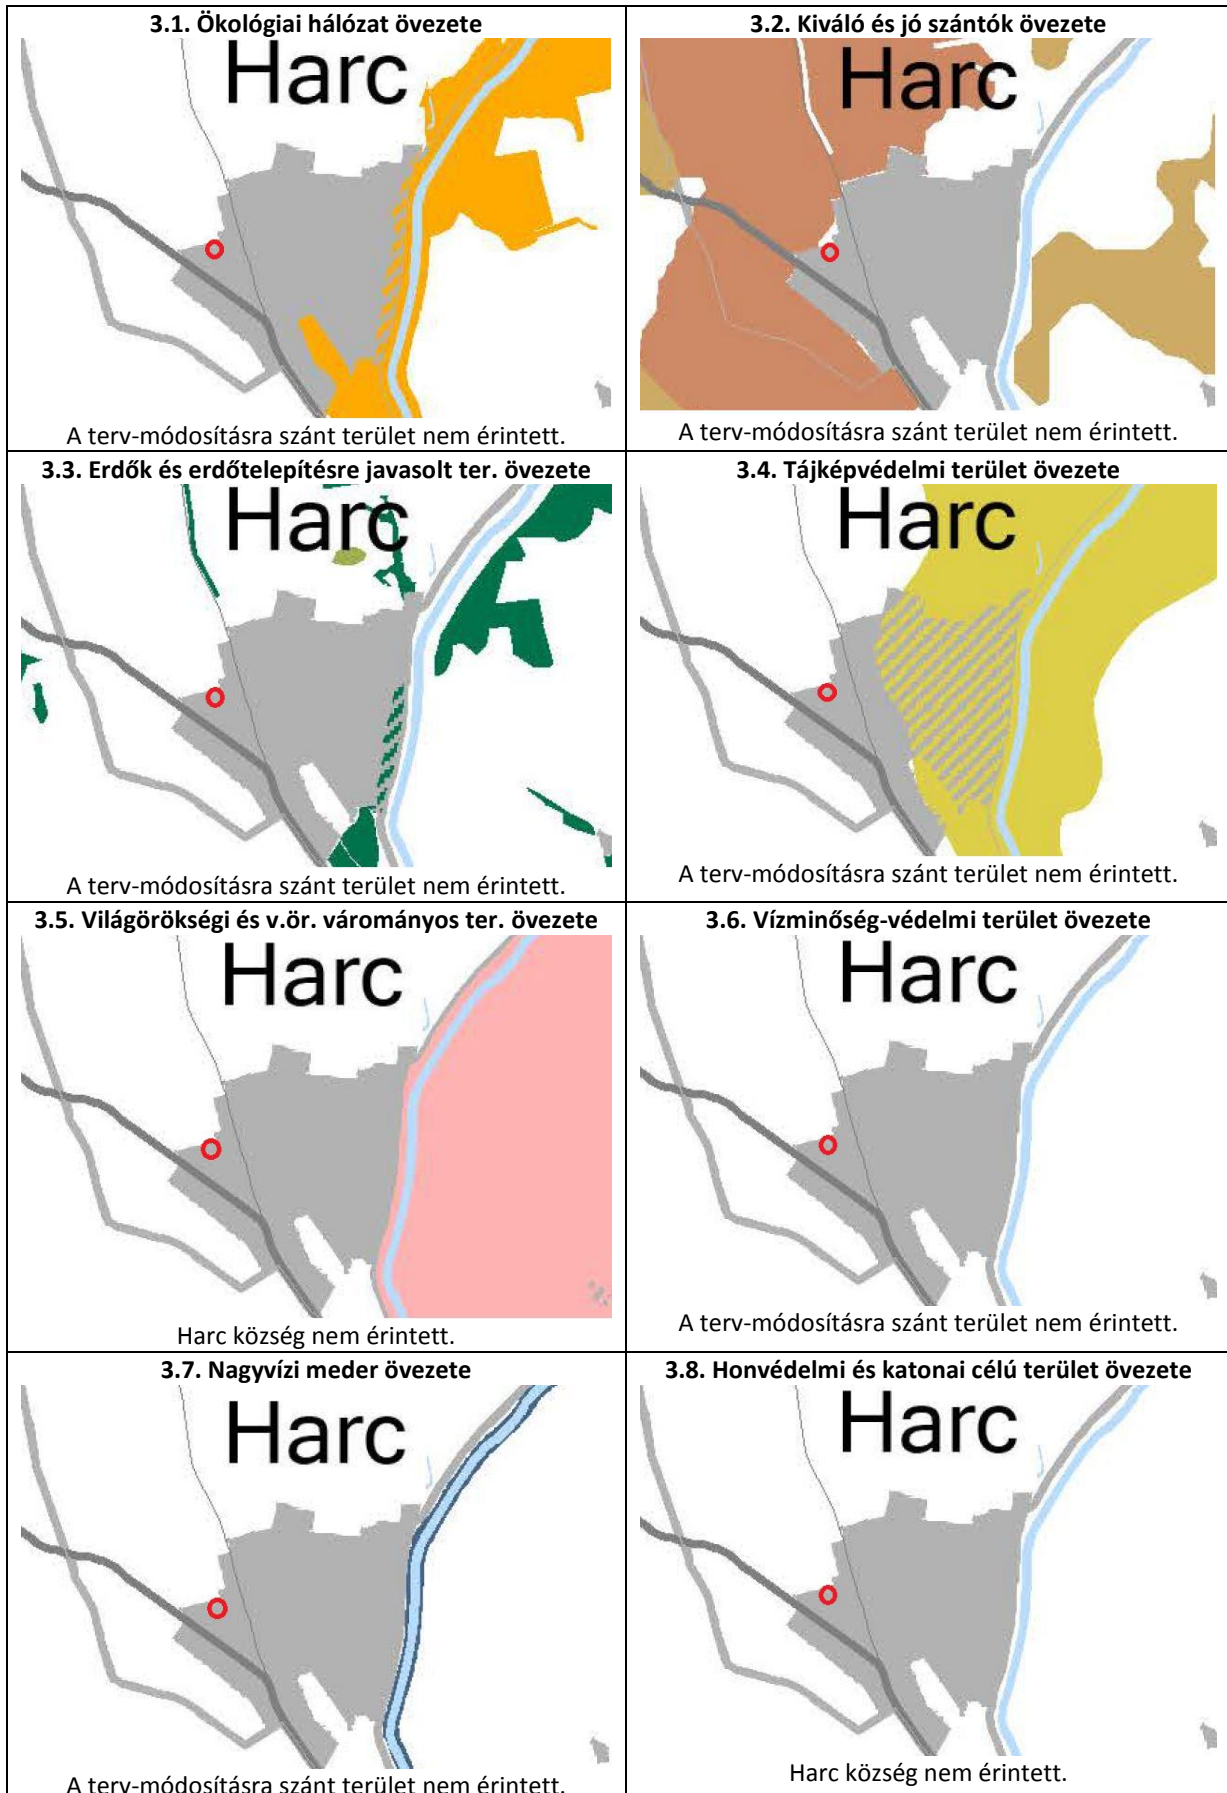 3.1. Ökológiai hálózat övezete
Harc
A terv-módosításra szánt terület nem érintett.
3.2. Kiváló és jó szántók övezete
Harc
A terv-módosításra szánt terület nem érintett.
3.3. Erdők és erdőtelepítésre javasolt ter. övezete
Harc
A terv-módosításra szánt terület nem érintett.
3.4. Tájképvédelmi terület övezete
Harc
A terv-módosításra szánt terület nem érintett.
3.5. Világörökségi és v.ör. várományos ter. övezete
Harc
Harc község nem érintett.
3.6. Vízminőség-védelmi terület övezete
Harc
A terv-módosításra szánt terület nem érintett.
3.7. Nagyvízi meder övezete
Harc
A terv-módosításra szánt terület nem érintett.
3.8. Honvédelmi és katonai célú terület övezete
Harc
Harc község nem érintett.